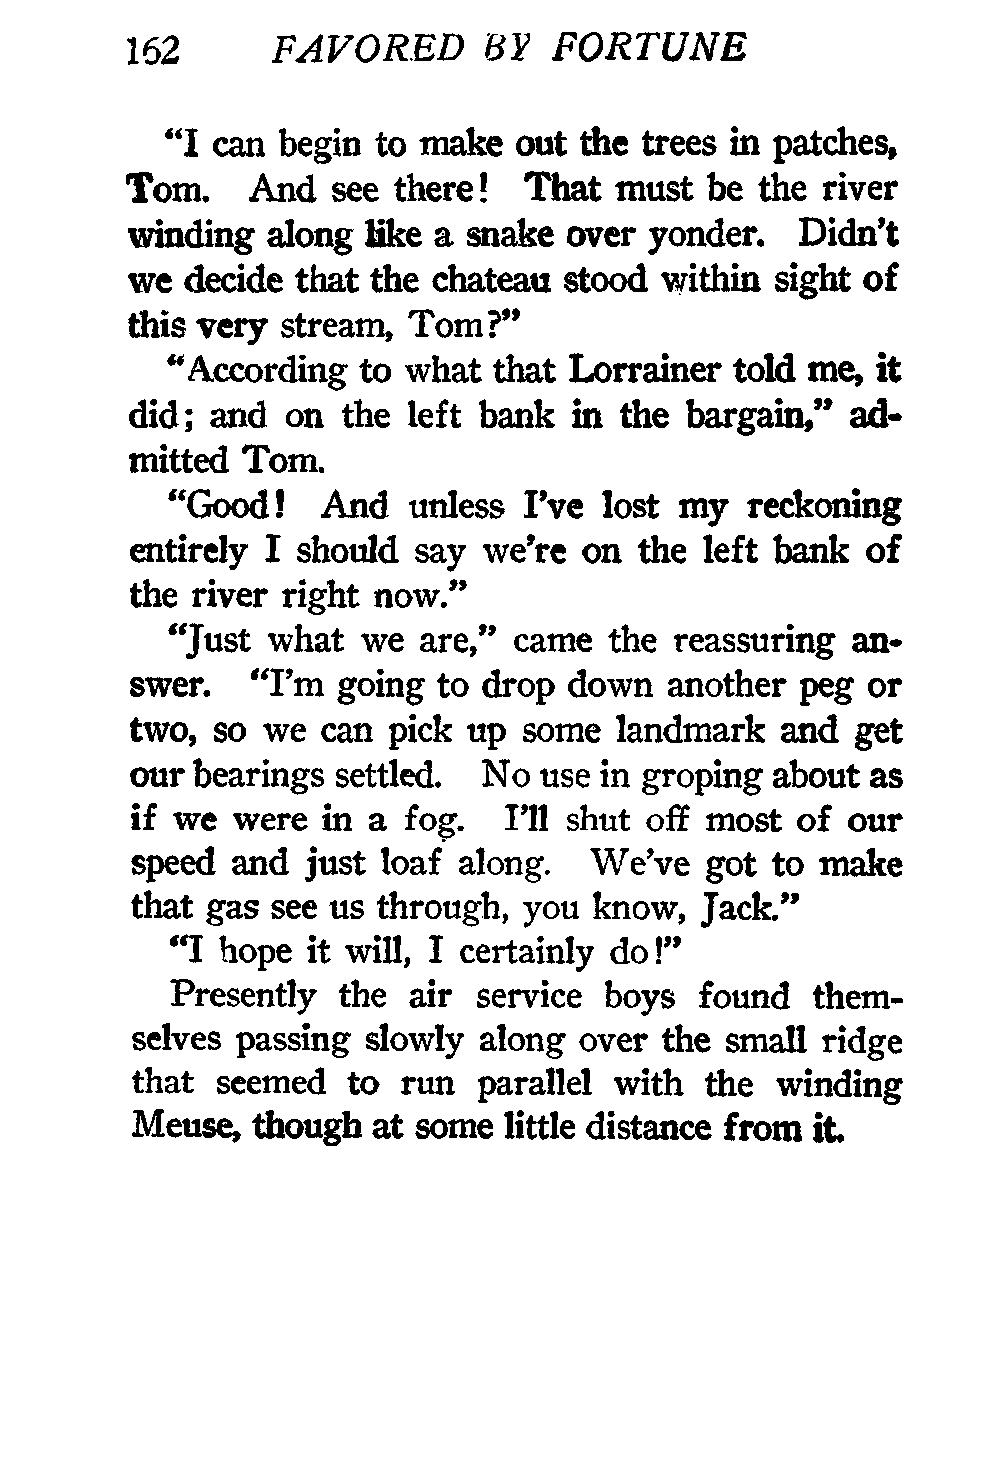 162 FAVORED BY FORTUNE
“I can begin to make out the trees in patches,
Tom. And see there! That must be the river
winding along like a snake over yonder. Didn’t
we decide that the chateau stood within sight of
this very stream, Tom?”
“According to what that Lorrainer told me, it
did; and on the left bank in the bargain,” ad-
mitted Tom.
“Good! And unless I’ve lost my reckoning
entirely I should say we’re on the left bank of
the river right now.”
“Just what we are,” came the reassuring an-
swer. “I’m going to drop down another peg or
two, so we can pick up some landmark and get
our bearings settled. No use in groping about as
if we were in a fog. I’ll shut off most of our
speed and just loaf along. We’ve got to make
that gas see us through, you know, Jack.”
“I hope it will, I certainly do!”
Presently the air service boys found them-
selves passing slowly along over the small ridge
that seemed to run parallel with the winding
Meuse, though at some little distance from it.